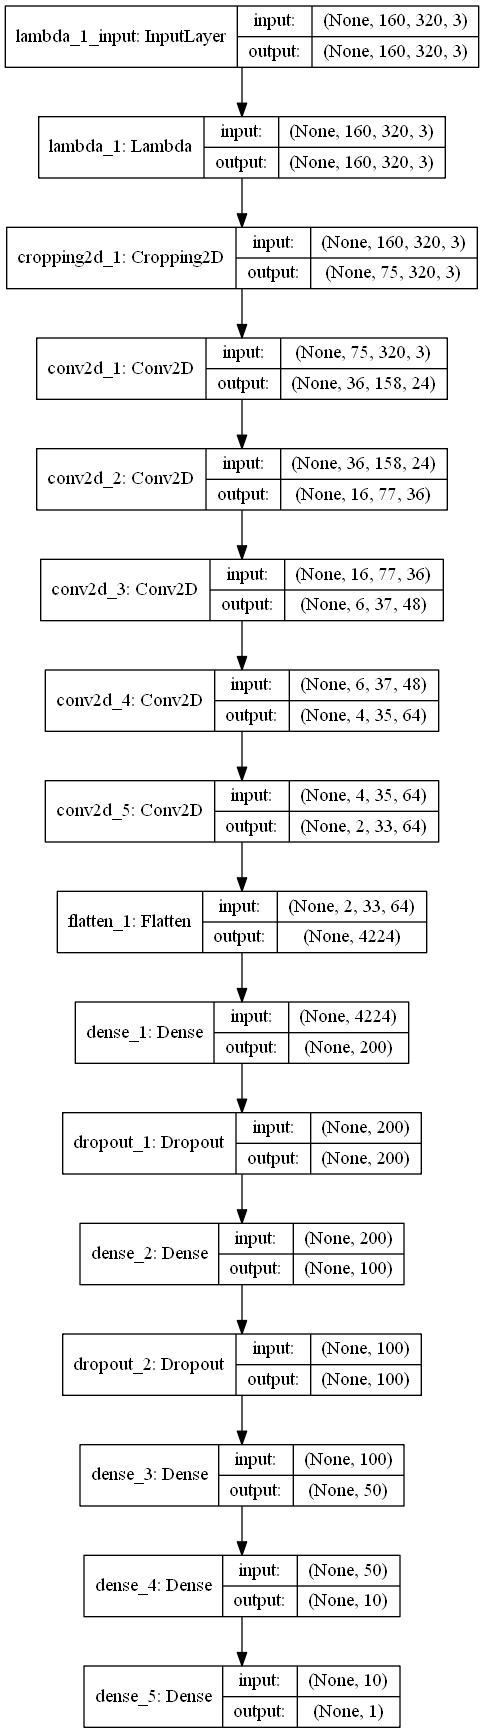 lambda_1_input: InputLayer
input: (None, 160, 320, 3)
output: (None, 160, 320, 3)
lambda_1: Lambda
input: (None, 160, 320, 3)
output: (None, 160, 320, 3)
cropping2d_1: Cropping2D
input: (None, 160, 320, 3)
output: (None, 75, 320, 3)
conv2d_1: Conv2D
input: (None, 75, 320, 3)
output: (None, 36, 158, 24)
conv2d_2: Conv2D
input: (None, 36, 158, 24)
output: (None, 16, 77, 36)
conv2d_3: Conv2D
input: (None, 16, 77, 36)
output: (None, 6, 37, 48)
conv2d_4: Conv2D
input: (None, 6, 37, 48)
output: (None, 4, 35, 64)
conv2d_5: Conv2D
input: (None, 4, 35, 64)
output: (None, 2, 33, 64)
flatten_1: Flatten
input: (None, 2, 33, 64)
output: (None, 4224)
dense_1: Dense
input: (None, 4224)
output: (None, 200)
dropout_1: Dropout
input: (None, 200)
output: (None, 200)
dense_2: Dense
input: (None, 200)
output: (None, 100)
dropout_2: Dropout
input: (None, 100)
output: (None, 100)
dense_3: Dense
input: (None, 100)
output: (None, 50)
dense_4: Dense
input: (None, 50)
output: (None, 10)
dense_5: Dense
input: (None, 10)
output: (None, 1)